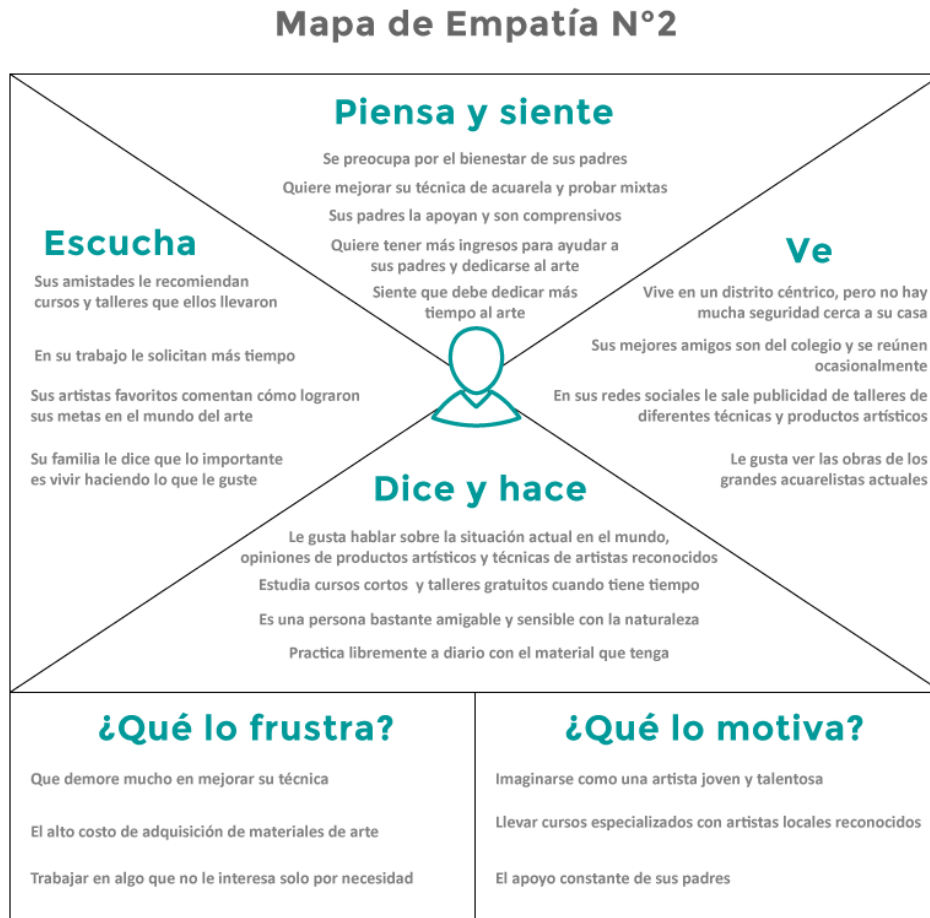 Mapa de Empatía N°2
Piensa y siente
Se preocupa por el bienestar de sus padres
Quiere mejorar su técnica de acuarela y probar mixtas
Sus padres la apoyan y son comprensivos
Quiere tener más ingresos para ayudar a
sus padres y dedicarse al arte
Siente que debe dedicar más
tiempo al arte
Escucha
Sus amistades le recomiendan
cursos y talleres que ellos llevaron
En su trabajo le solicitan más tiempo
Sus artistas favoritos comentan cómo lograron
sus metas en el mundo del arte
Su familia le dice que lo importante
es vivir haciendo lo que le guste
Ve
Vive en un distrito céntrico, pero no hay
mucha seguridad cerca a su casa
Sus mejores amigos son del colegio y se reúnen
ocasionalmente
En sus redes sociales le sale publicidad de talleres de
diferentes técnicas y productos artísticos
Le gusta ver las obras de los
grandes acuarelistas actuales
Dice y hace
Le gusta hablar sobre la situación actual en el mundo,
opiniones de productos artísticos y técnicas de artistas reconocidos
Estudia cursos cortos y talleres gratuitos cuando tiene tiempo
Es una persona bastante amigable y sensible con la naturaleza
Practica libremente a diario con el material que tenga
¿Qué lo frustra?
Que demore mucho en mejorar su técnica
El alto costo de adquisición de materiales de arte
Trabajar en algo que no le interesa solo por necesidad
¿Qué lo motiva?
Imaginarse como una artista joven y talentosa
Llevar cursos especializados con artistas locales reconocidos
El apoyo constante de sus padres